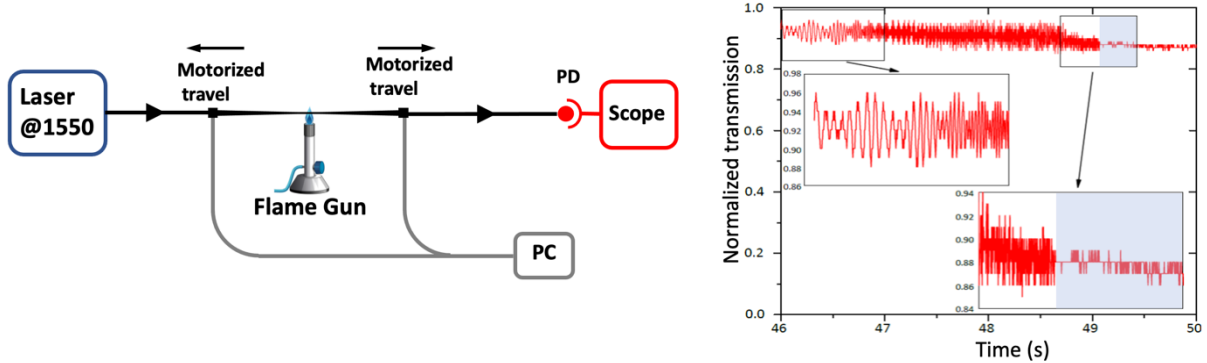 Laser
@1550
Motorized
travel
Motorized
travel
Flame Gun
PC
PD
Scope
Normalized transmission
1.0
0.8
0.6
0.4
0.2
0.0
0.98
0.96
0.94
0.92
0.90
0.88
0.86
0.94
0.92
0.90
0.88
0.86
0.84
46
47
48
49
50
Time (s)